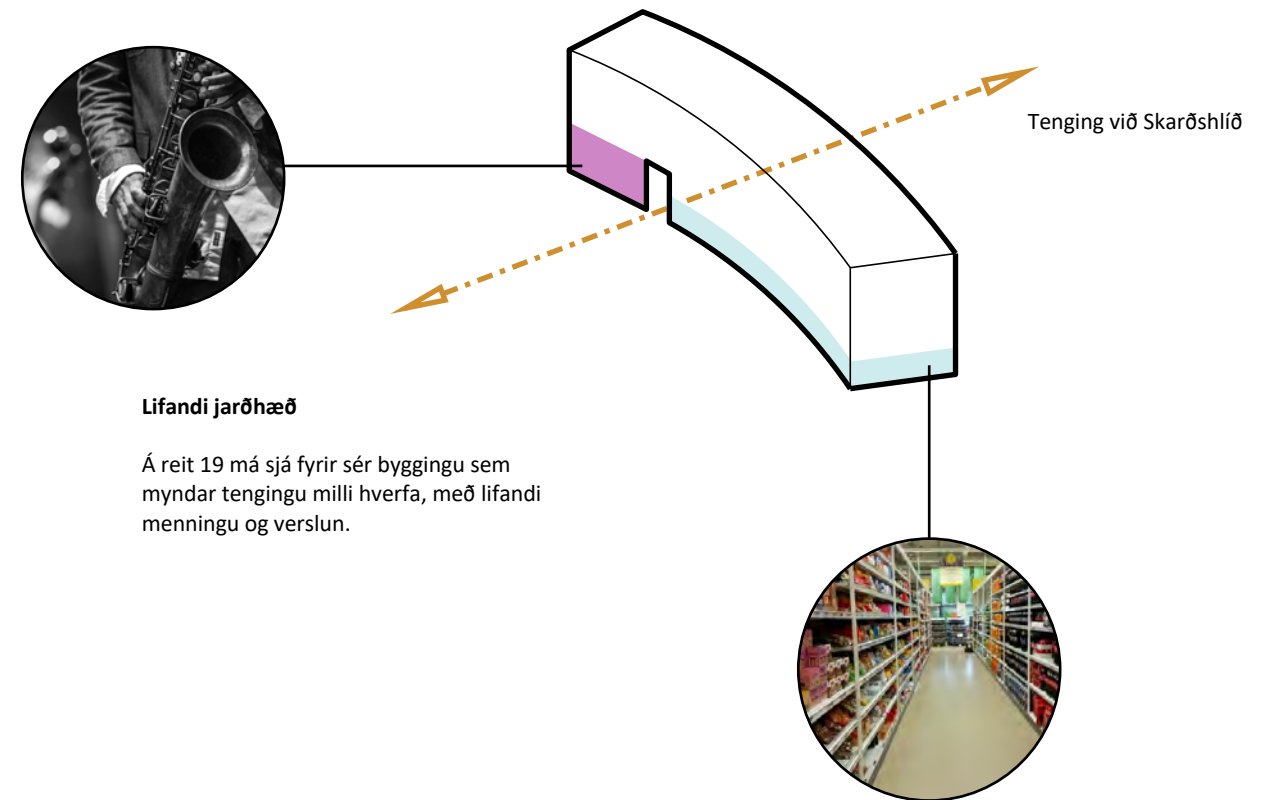 Tenging við Skarðshlíð
Lifandi jarðhæð
Á reit 19 má sjá fyrir sér byggingu sem
myndar tengingu milli hverfa, með lifandi
menningu og verslun.